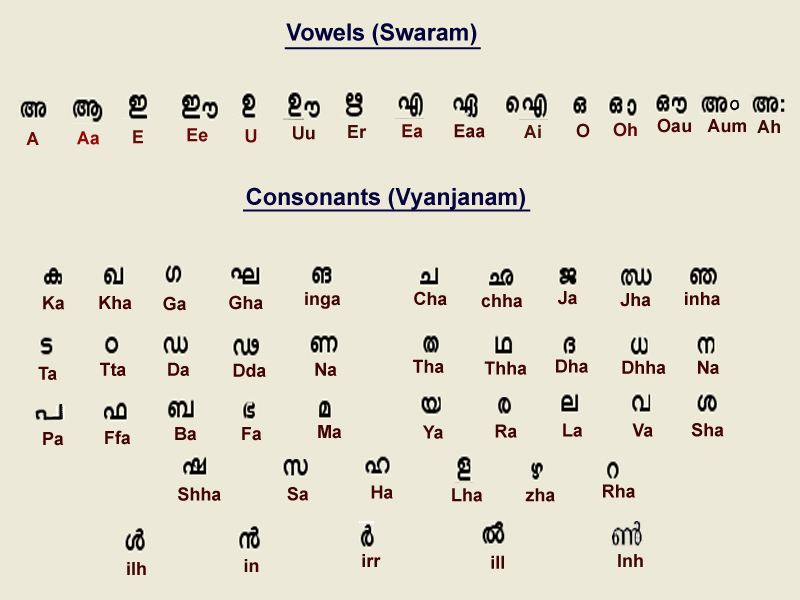 Vowels (Swaram)
അ ആ ഇ ഈ ഉ ഊ ഋ എ ഏ ഐ ഒ ഓ ഔ അം അഃ
A Aa E Ee U Uu Er Ea Eaa Ai O Oh Oau Aum Ah
Consonants (Vyanjanam)
ക ഖ ഗ ഘ ങ ച ഛ ജ ഝ ഞ
Ka Kha Ga Gha inga Cha chha Ja Jha inha
ട ഠ ഡ ഢ ണ ത ഥ ദ ധ ന
Ta Tta Da Dda Na Tha Thha Dha Dhha Na
പ ഫ ബ ഭ മ യ ര ല വ ശ
Pa Ffa Ba Fa Ma Ya Ra La Va Sha
ഷ സ ഹ ള ഴ റ
Shha Sa Ha Lha zha Rha
ൾ ൻ ർ ൽ ൺ
ilh in irr ill Inh